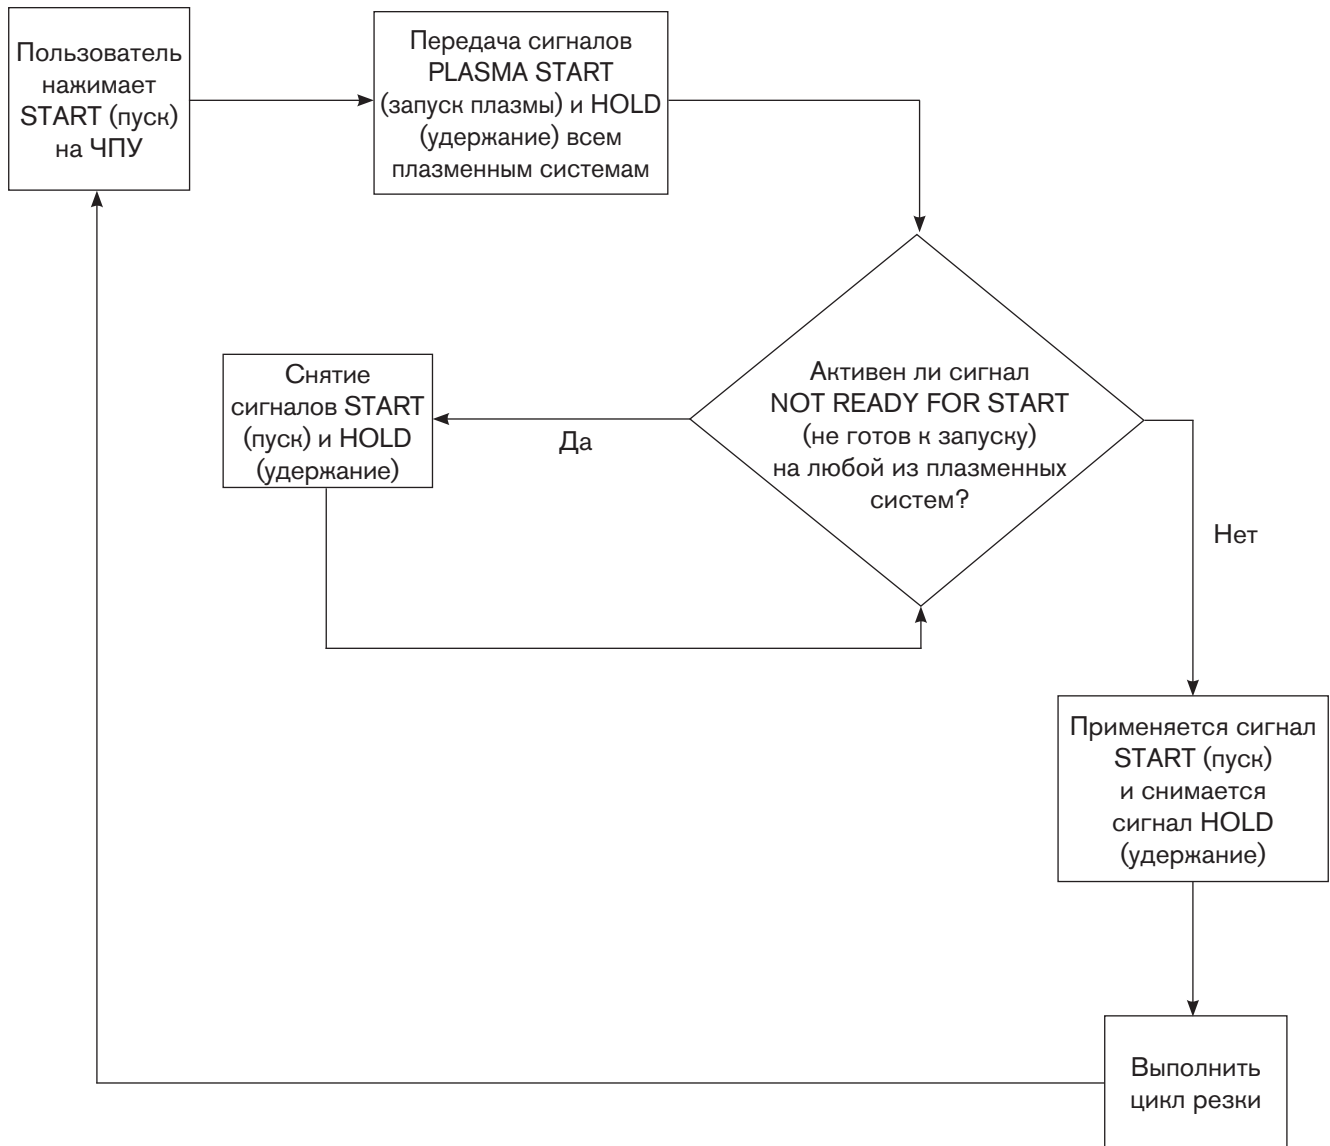 Пользователь
нажимает
START (пуск)
на ЧПУ
Передача сигналов
PLASMA START
(запуск плазмы) и HOLD
(удержание) всем
плазменным системам
Активен ли сигнал
NOT READY FOR START
(не готов к запуску)
на любой из плазменных
систем?
Да
Снятие
сигналов START
(пуск) и HOLD
(удержание)
Нет
Применяется сигнал
START (пуск)
и снимается
сигнал HOLD
(удержание)
Выполнить
цикл резки